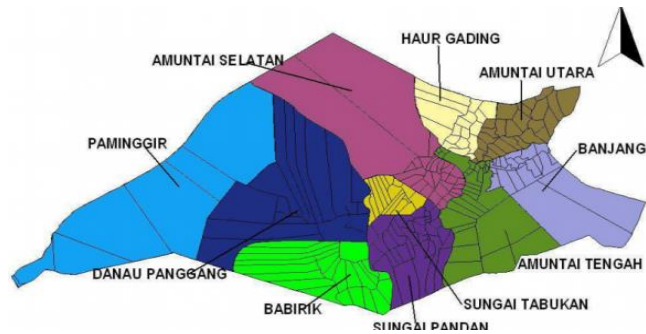 HAUR GADING
AMUNTAI SELATAN
AMUNTAI UTARA
PAMINGGIR
BANJANG
DANAU PANGGANG
AMUNTAI TENGAH
BABIRIK
SUNGAI TABUKAN
SUNGAI PANDAN